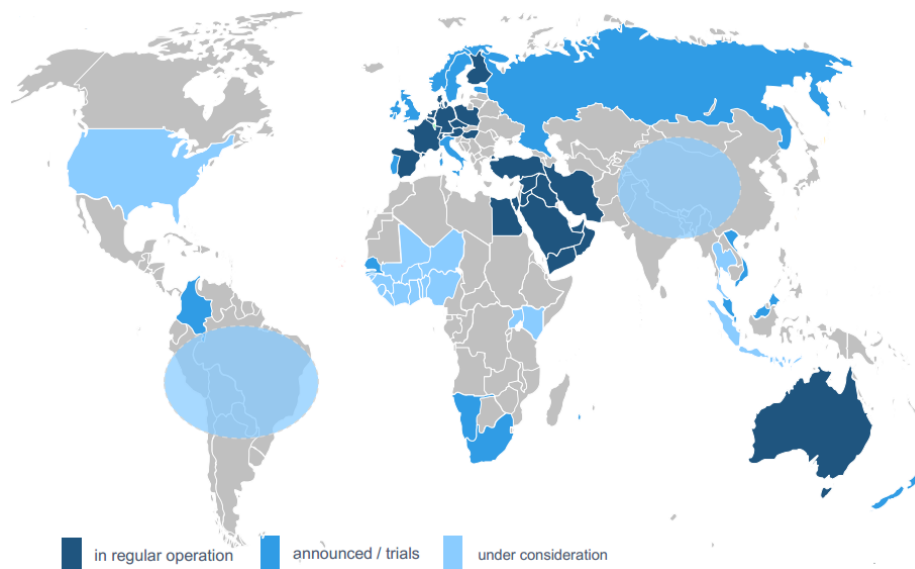 in regular operation
announced / trials
under consideration